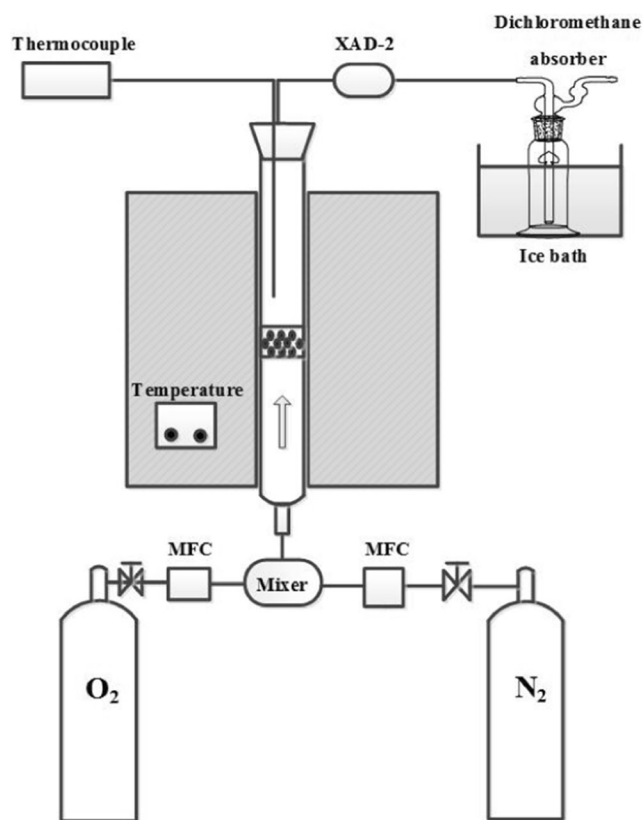 Dichloromethane
absorber
Thermocouple
XAD-2
Ice bath
Temperature
MFC
MFC
Mixer
O₂
N₂